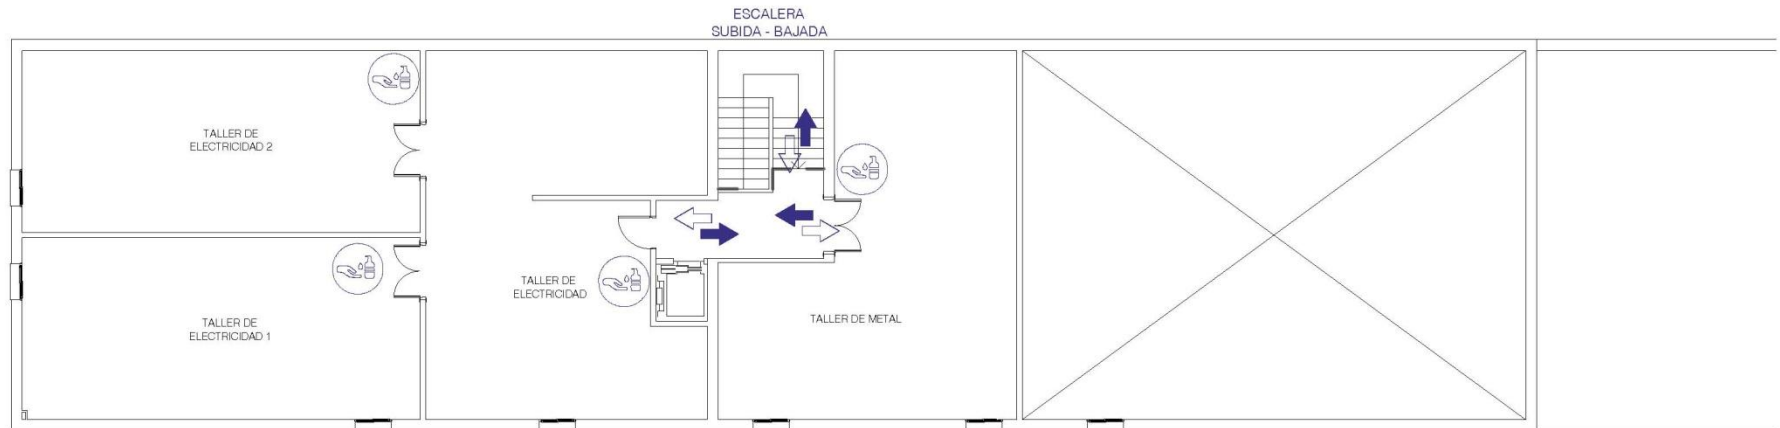 ESCALERA
SUBIDA - BAJADA
TALLER DE
ELECTRICIDAD 2
TALLER DE
ELECTRICIDAD
TALLER DE
ELECTRICIDAD 1
TALLER DE METAL